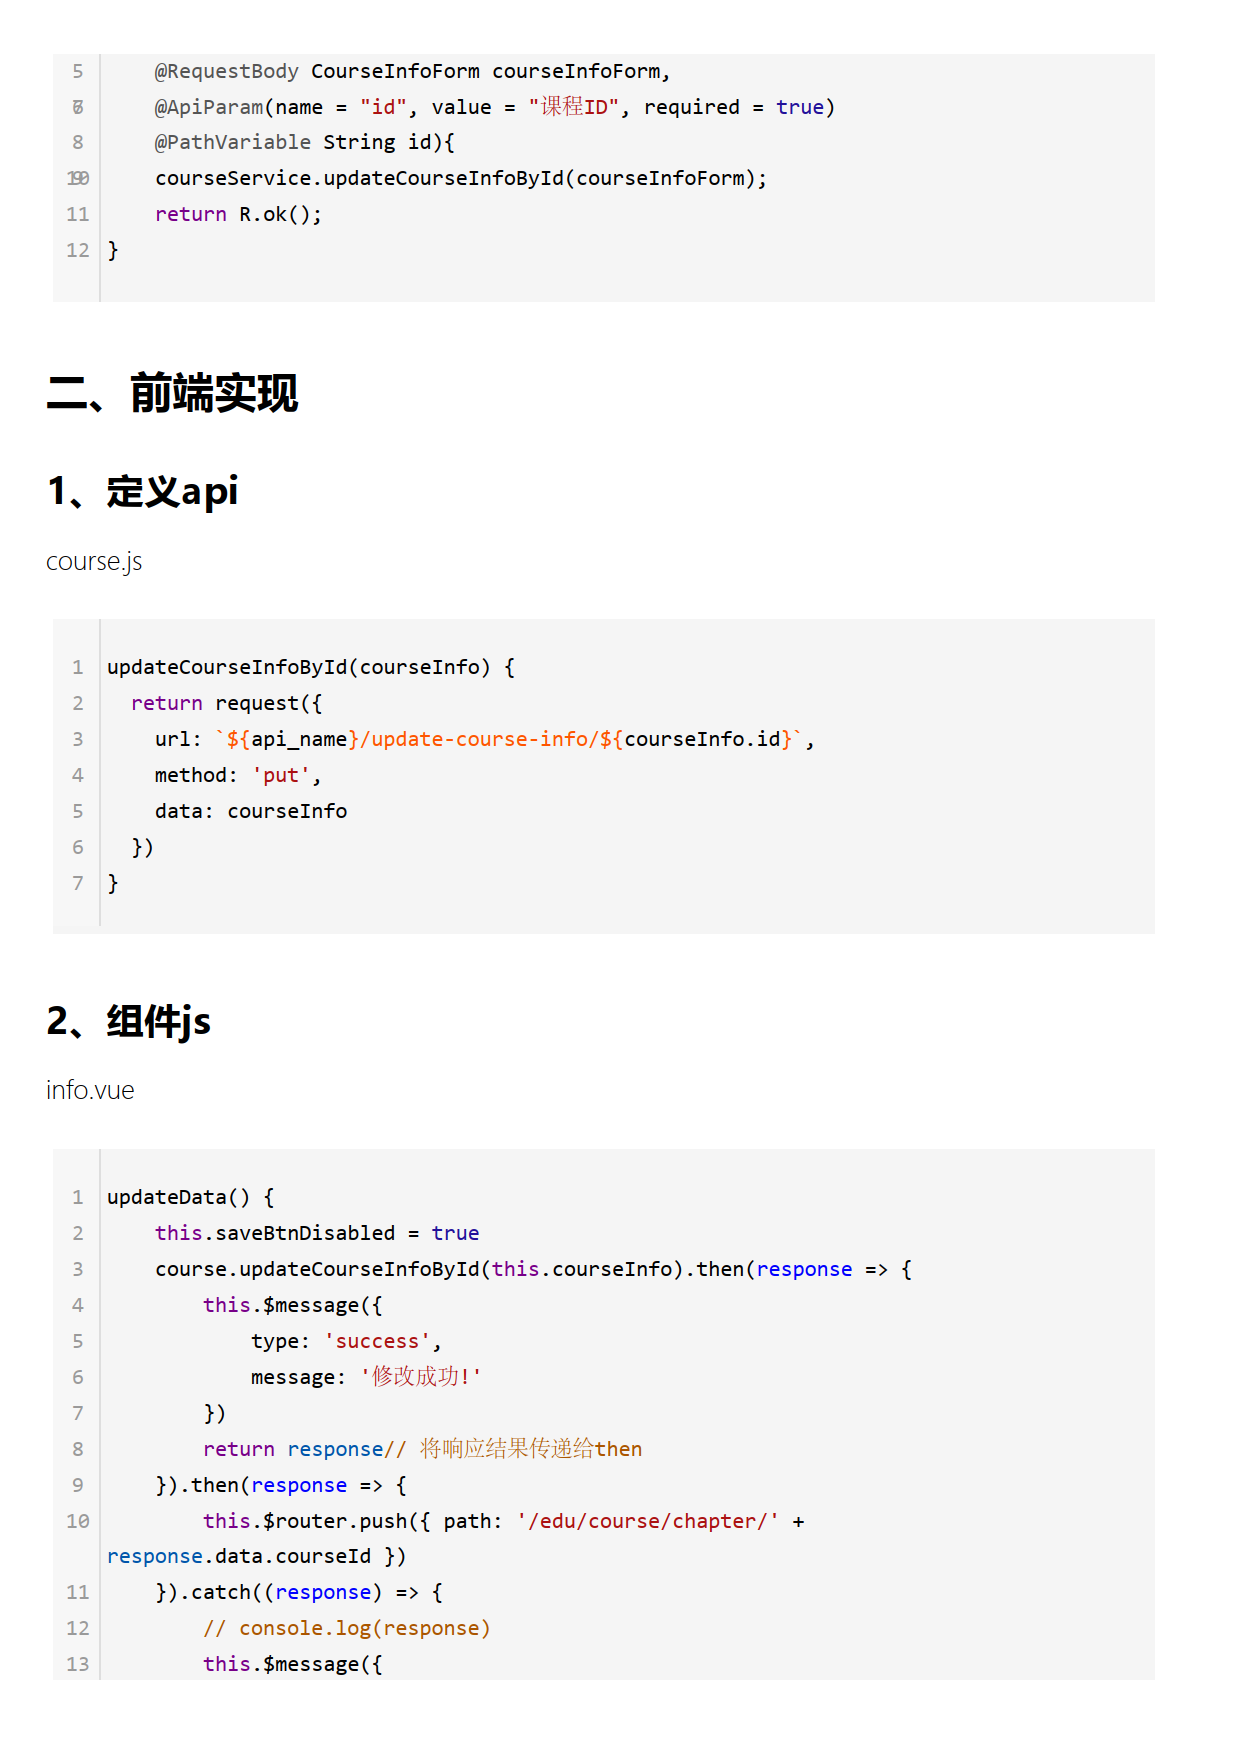 5     @RequestBody CourseInfoForm courseInfoForm,
7     @ApiParam(name = "id", value = "课程ID", required = true)
8     @PathVariable String id){
10    courseService.updateCourseInfoById(courseInfoForm);
11    return R.ok();
12 }
二、前端实现
1、定义api
course.js
1 updateCourseInfoById(courseInfo) {
2   return request({
3     url: `${api_name}/update-course-info/${courseInfo.id}`,
4     method: 'put',
5     data: courseInfo
6   })
7 }
2、组件js
info.vue
1 updateData() {
2     this.saveBtnDisabled = true
3     course.updateCourseInfoById(this.courseInfo).then(response => {
4         this.$message({
5             type: 'success',
6             message: '修改成功!'
7         })
8         return response// 将响应结果传递给then
9     }).then(response => {
10        this.$router.push({ path: '/edu/course/chapter/' +
response.data.courseId })
11    }).catch((response) => {
12        // console.log(response)
13        this.$message({